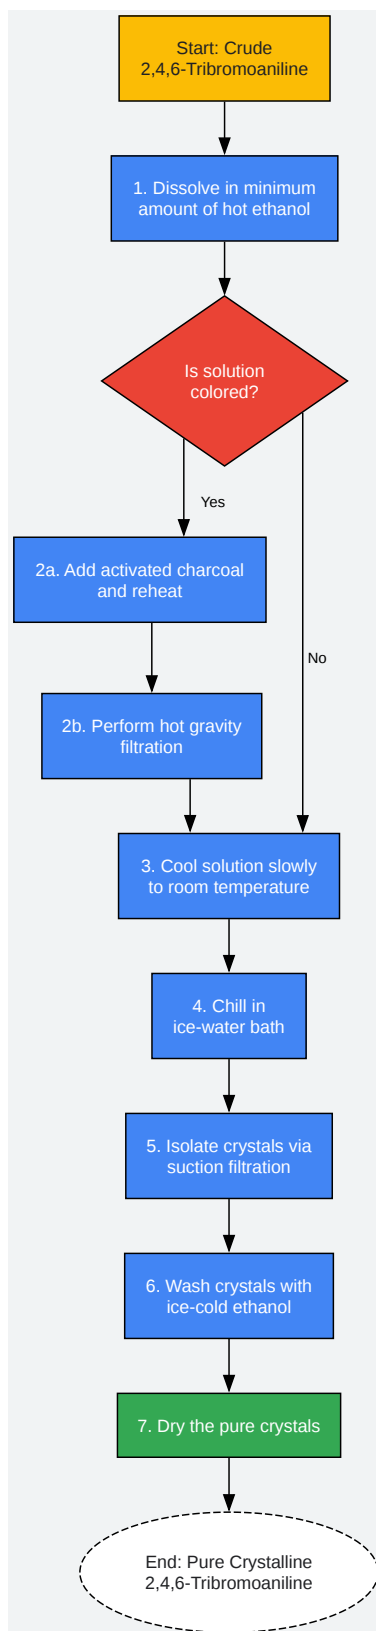 Start: Crude
2,4,6-Tribromoaniline
1. Dissolve in minimum
amount of hot ethanol
Is solution
colored?
Yes
2a. Add activated charcoal
and reheat
No
2b. Perform hot gravity
filtration
3. Cool solution slowly
to room temperature
4. Chill in
ice-water bath
5. Isolate crystals via
suction filtration
6. Wash crystals with
ice-cold ethanol
7. Dry the pure crystals
End: Pure Crystalline
2,4,6-Tribromoaniline